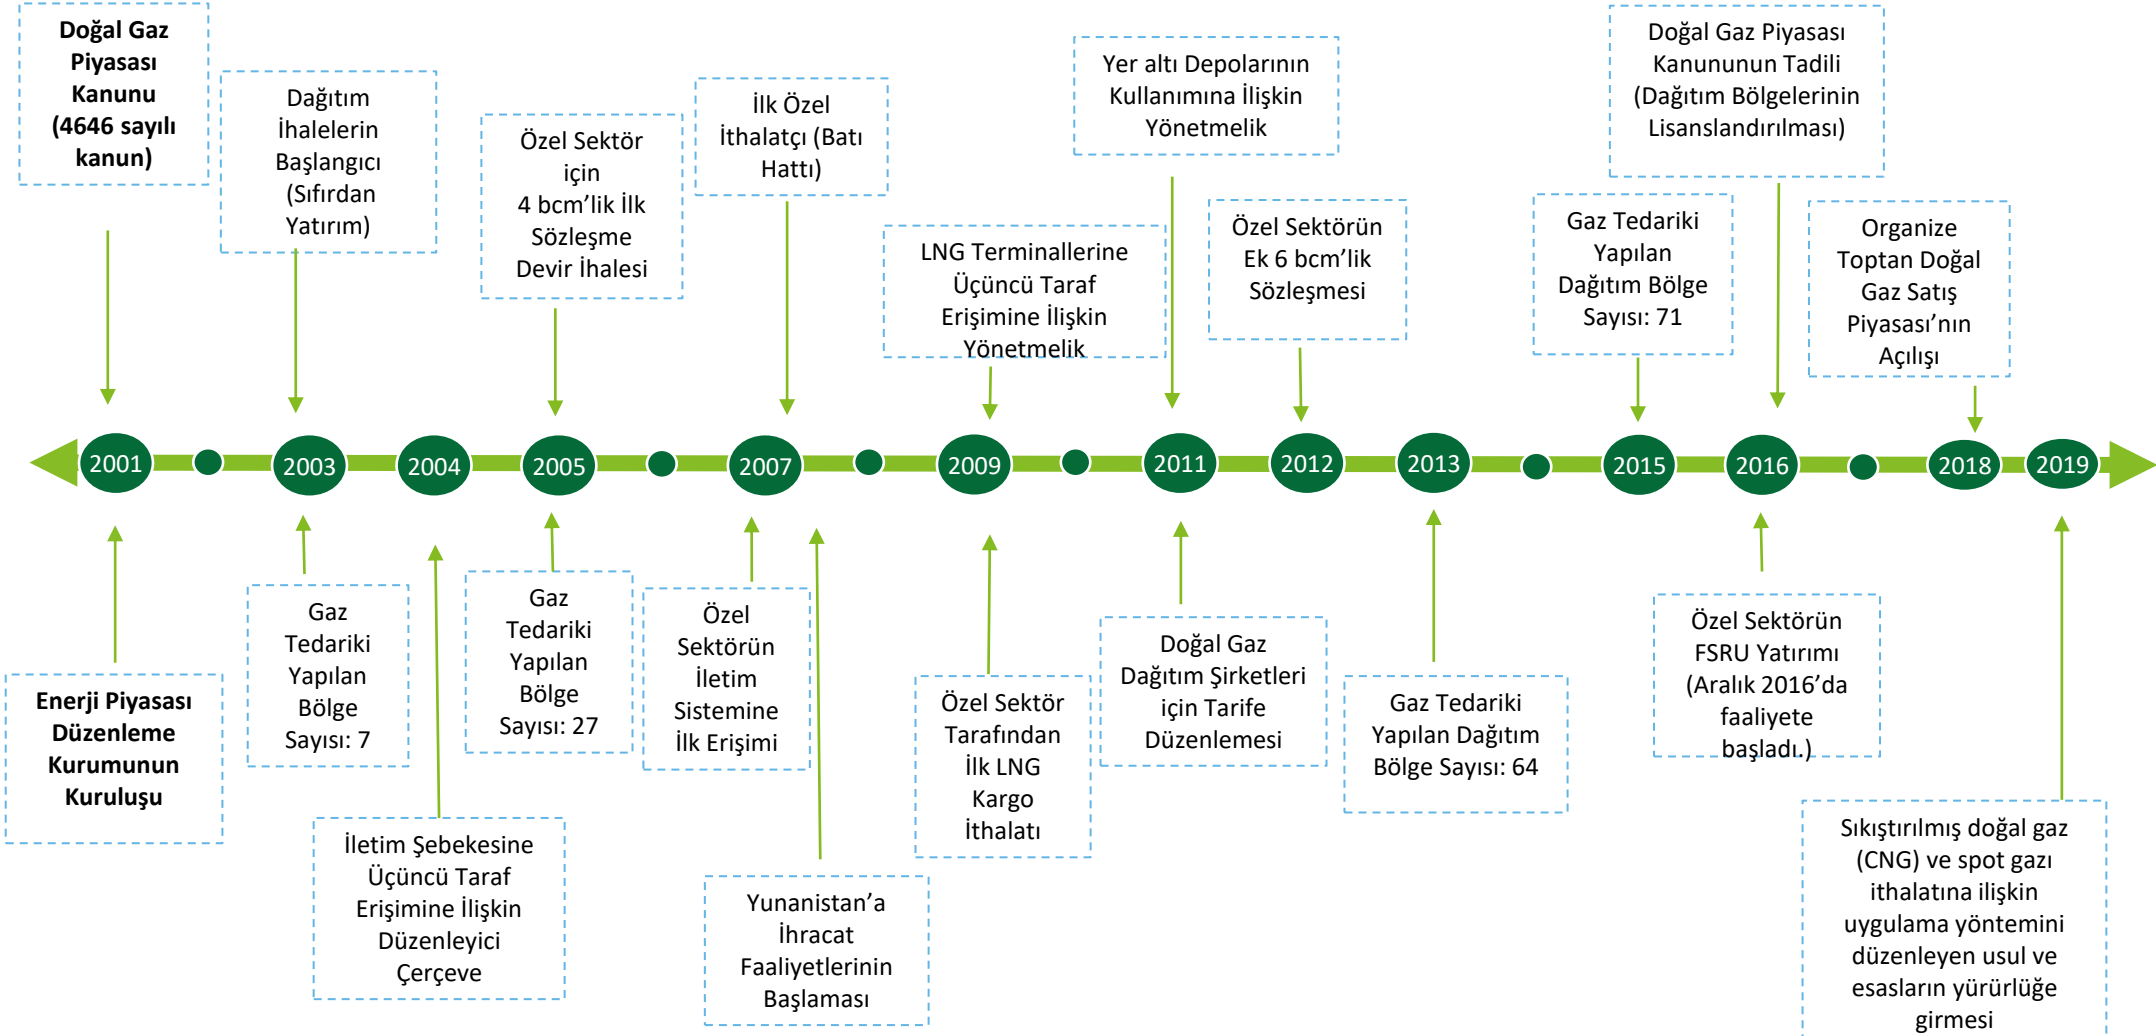 Doğal Gaz
Piyasası
Kanunu
(4646 sayılı
kanun)
Dağıtım
İhalelerin
Başlangıcı
(Sıfırdan
Yatırım)
Özel Sektör
için
4 bcm’lik İlk
Sözleşme
Devir İhalesi
İlk Özel
İthalatçı (Batı
Hattı)
LNG Terminallerine
Üçüncü Taraf
Erişimine İlişkin
Yönetmelik
Yer altı Depolarının
Kullanımına İlişkin
Yönetmelik
Özel Sektörün
Ek 6 bcm’lik
Sözleşmesi
Gaz Tedariki
Yapılan
Dağıtım Bölge
Sayısı: 71
Doğal Gaz Piyasası
Kanununun Tadili
(Dağıtım Bölgelerinin
Lisanslandırılması)
Organize
Toptan Doğal
Gaz Satış
Piyasası’nın
Açılışı
2001
2003
2004
2005
2007
2009
2011
2012
2013
2015
2016
2018
2019
Enerji Piyasası
Düzenleme
Kurumunun
Kuruluşu
Gaz
Tedariki
Yapılan
Bölge
Sayısı: 7
İletim Şebekesine
Üçüncü Taraf
Erişimine İlişkin
Düzenleyici
Çerçeve
Gaz
Tedariki
Yapılan
Bölge
Sayısı: 27
Özel
Sektörün
İletim
Sistemine
İlk Erişimi
Yunanistan’a
İhracat
Faaliyetlerinin
Başlaması
Özel Sektör
Tarafından
İlk LNG
Kargo
İthalatı
Doğal Gaz
Dağıtım Şirketleri
için Tarife
Düzenlemesi
Gaz Tedariki
Yapılan Dağıtım
Bölge Sayısı: 64
Özel Sektörün
FSRU Yatırımı
(Aralık 2016’da
faaliyete
başladı.)
Sıkıştırılmış doğal gaz
(CNG) ve spot gazı
ithalatına ilişkin
uygulama yöntemini
düzenleyen usul ve
esasların yürürlüğe
girmesi